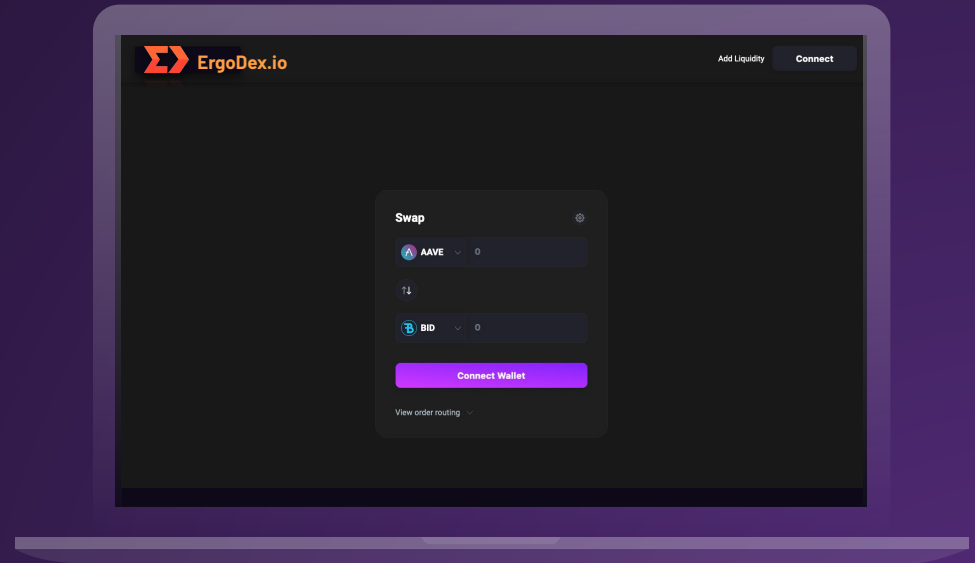 ErgoDex.io
Add Liquidity
Connect
Swap
AAVE
0
BID
0
Connect Wallet
View order routing